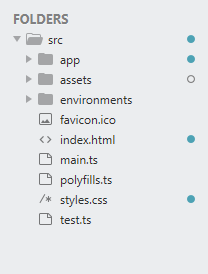 FOLDERS
src
app
assets
environments
favicon.ico
<> index.html
main.ts
polyfills.ts
/* styles.css
test.ts